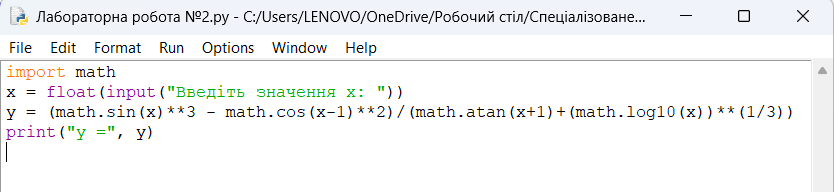 Лабораторна робота №2.py - C:/Users/LENOVO/OneDrive/Робочий стіл/Спеціалізоване...
File Edit Format Run Options Window Help
import math
x = float(input("Введіть значення x: "))
y = (math.sin(x)**3 - math.cos(x-1)**2)/(math.atan(x+1)+(math.log10(x))**(1/3))
print("y =", y)